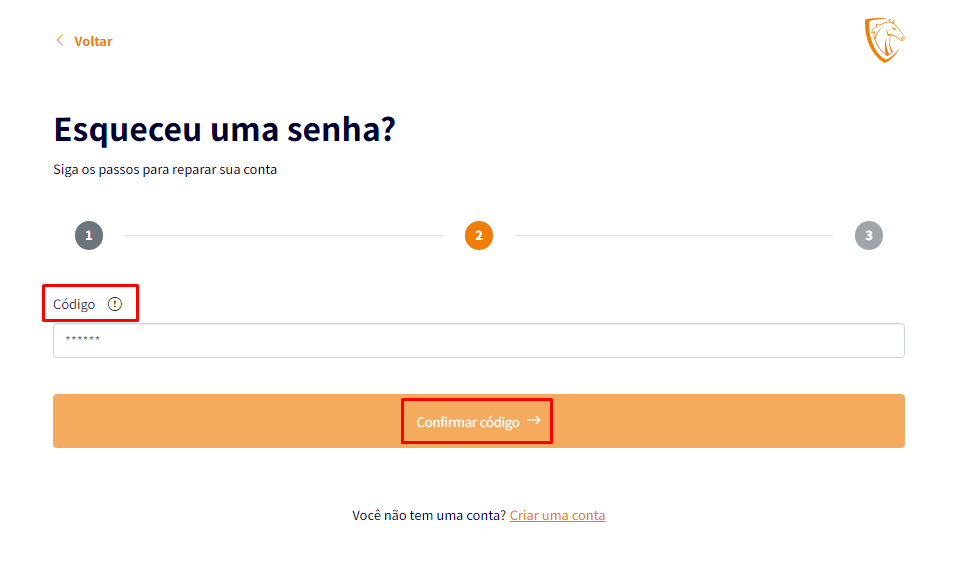 Voltar
Esqueceu uma senha?
Siga os passos para reparar sua conta
1
2
3
Código
******
Confirmar código →
Você não tem uma conta? Criar uma conta